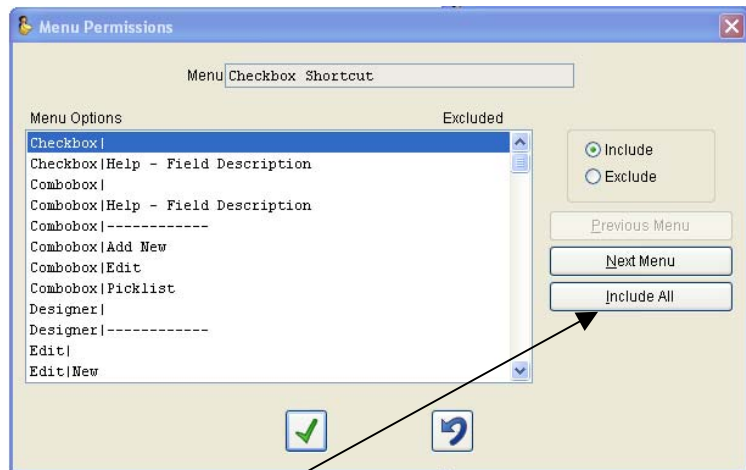 Menu Permissions
Menu Checkbox Shortcut
Menu Options Excluded
Checkbox|
Checkbox|Help - Field Description
Combobox|
Combobox|Help - Field Description
Combobox|------------
Combobox|Add New
Combobox|Edit
Combobox|Picklist
Designer|
Designer|------------
Edit|
Edit|New
Include
Exclude
Previous Menu
Next Menu
Include All